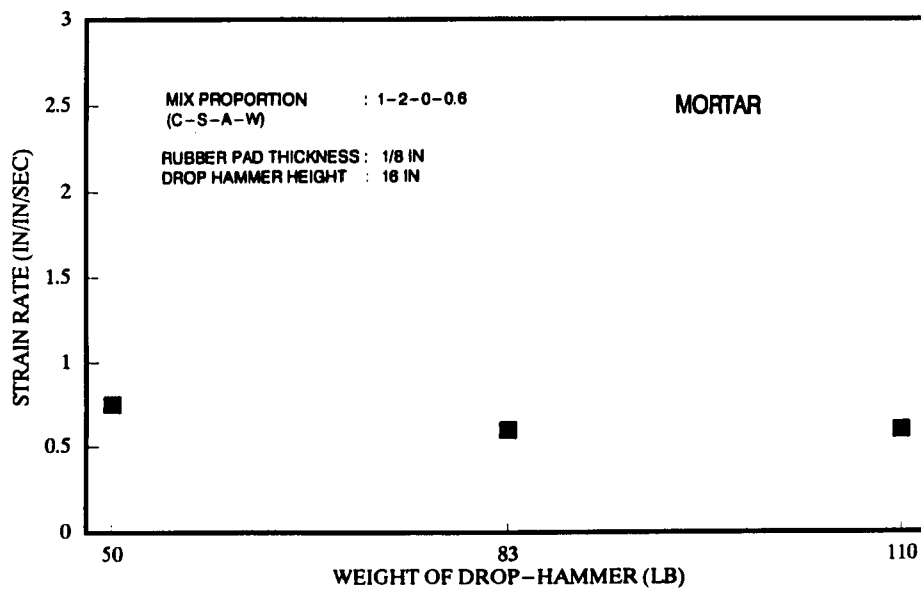 3
2.5
2
1.5
1
0.5
0
STRAIN RATE (IN/IN/SEC)
MIX PROPORTION : 1-2-0-0.6
(C-S-A-W)
RUBBER PAD THICKNESS : 1/8 IN
DROP HAMMER HEIGHT : 16 IN
MORTAR
50 83 110
WEIGHT OF DROP-HAMMER (LB)